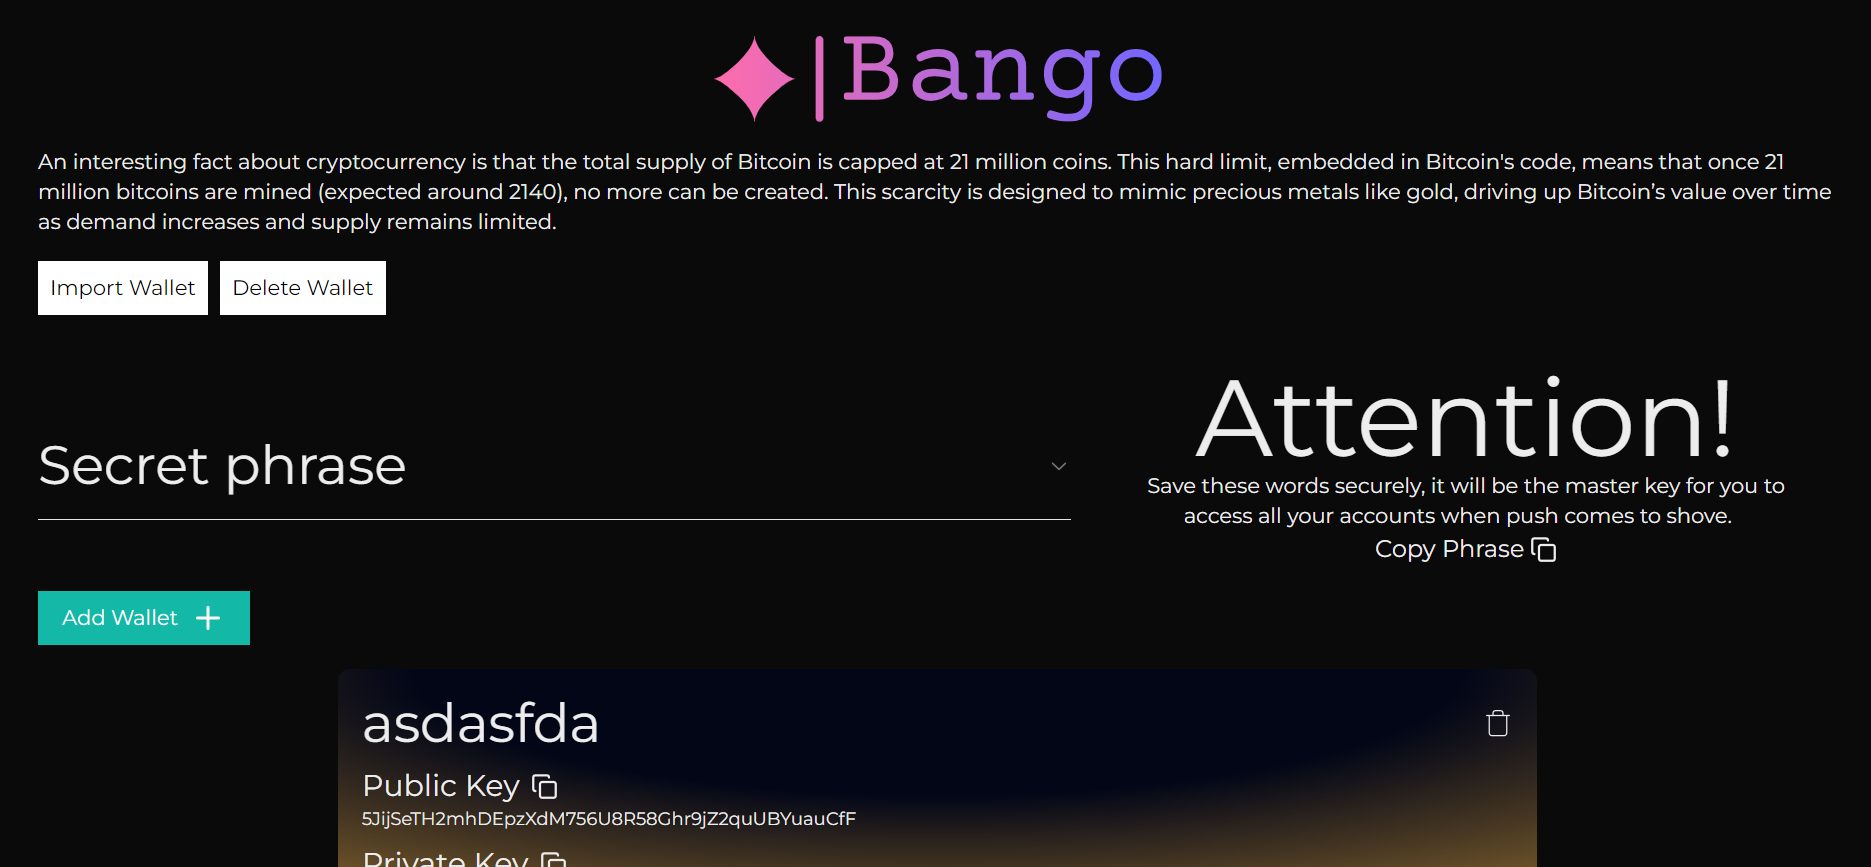 Bango
An interesting fact about cryptocurrency is that the total supply of Bitcoin is capped at 21 million coins. This hard limit, embedded in Bitcoin's code, means that once 21
million bitcoins are mined (expected around 2140), no more can be created. This scarcity is designed to mimic precious metals like gold, driving up Bitcoin’s value over time
as demand increases and supply remains limited.
Import Wallet
Delete Wallet
Secret phrase
Attention!
Save these words securely, it will be the master key for you to
access all your accounts when push comes to shove.
Copy Phrase
Add Wallet
asdasfda
Public Key
5JijSeTH2mhDEpzXdM756U8R58Ghr9jZ2quUBYuauCfF
Private Key